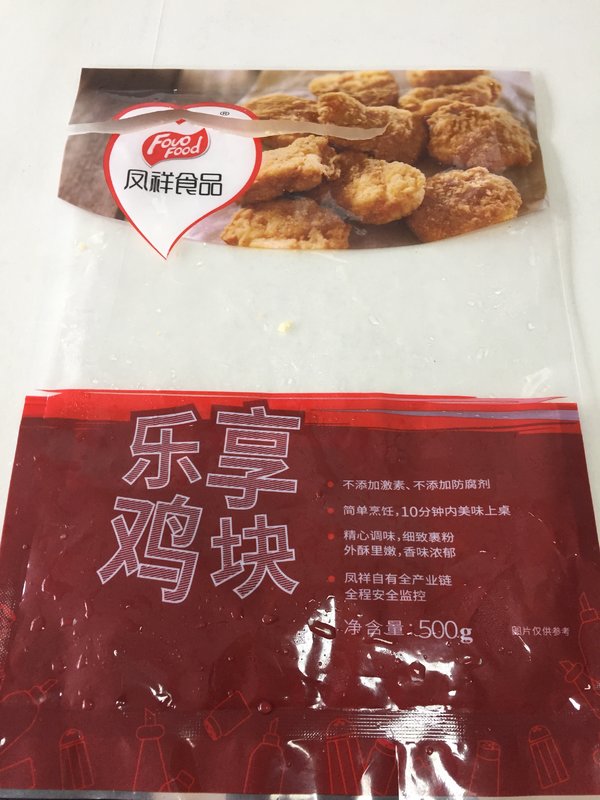 ®
Fovo
Food
凤祥食品
乐享
鸡块
不添加激素、不添加防腐剂
简单烹饪,10分钟内美味上桌
精心调味,细致裹粉
外酥里嫩,香味浓郁
凤祥自有全产业链
全程安全监控
净含量: 500g
图片仅供参考